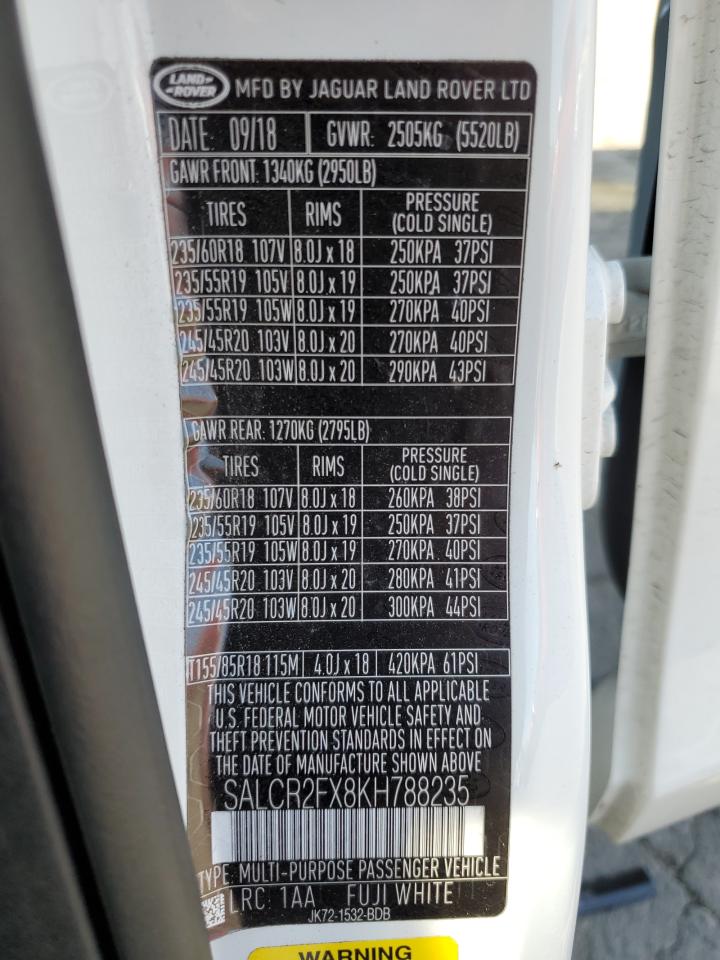 LAND ROVER MFD BY JAGUAR LAND ROVER LTD
DATE: 09/18 GVWR: 2505KG (5520LB)
GAWR FRONT: 1340KG (2950LB)
TIRES RIMS PRESSURE (COLD SINGLE)
235/60R18 107V 8.0J x 18 250KPA 37PSI
235/55R19 105V 8.0J x 19 250KPA 37PSI
235/55R19 105W 8.0J x 19 270KPA 40PSI
245/45R20 103V 8.0J x 20 270KPA 40PSI
245/45R20 103W 8.0J x 20 290KPA 43PSI
GAWR REAR: 1270KG (2795LB)
TIRES RIMS PRESSURE (COLD SINGLE)
235/60R18 107V 8.0J x 18 260KPA 38PSI
235/55R19 105V 8.0J x 19 250KPA 37PSI
235/55R19 105W 8.0J x 19 270KPA 40PSI
245/45R20 103V 8.0J x 20 280KPA 41PSI
245/45R20 103W 8.0J x 20 300KPA 44PSI
T155/85R18 115M 4.0J x 18 420KPA 61PSI
THIS VEHICLE CONFORMS TO ALL APPLICABLE
U.S. FEDERAL MOTOR VEHICLE SAFETY AND
THEFT PREVENTION STANDARDS IN EFFECT ON
THE DATE OF MANUFACTURE SHOWN ABOVE
SALCR2FX8KH788235
TYPE: MULTI-PURPOSE PASSENGER VEHICLE
LRC: 1AA FUJI WHITE
JK72-1532-BDB
WARNING